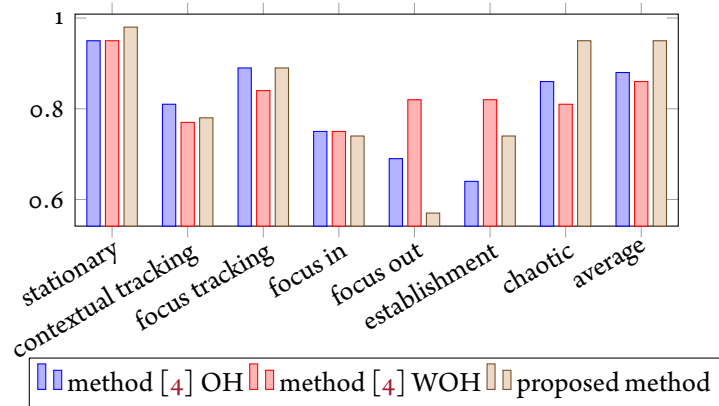 1
0.8
0.6
stationary
contextual tracking
focus tracking
focus in
focus out
establishment
chaotic
average
method [4] OH method [4] WOH proposed method